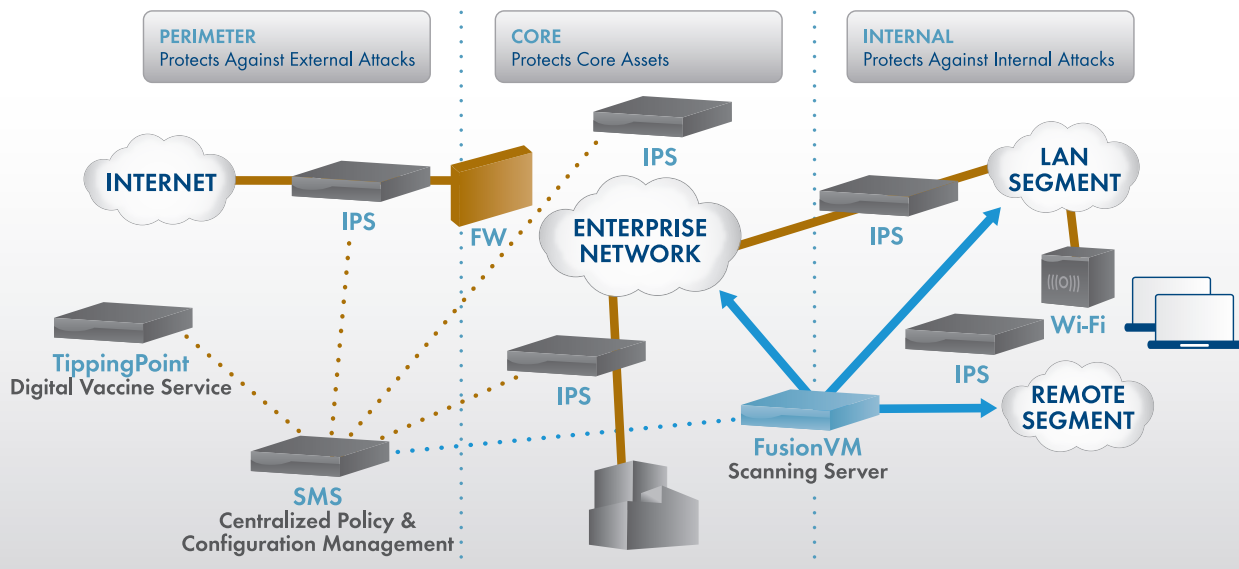 PERIMETER
Protects Against External Attacks
CORE
Protects Core Assets
INTERNAL
Protects Against Internal Attacks
INTERNET
IPS
FW
IPS
ENTERPRISE
NETWORK
IPS
LAN
SEGMENT
IPS
Wi-Fi
IPS
REMOTE
SEGMENT
TippingPoint
Digital Vaccine Service
SMS
Centralized Policy &
Configuration Management
FusionVM
Scanning Server